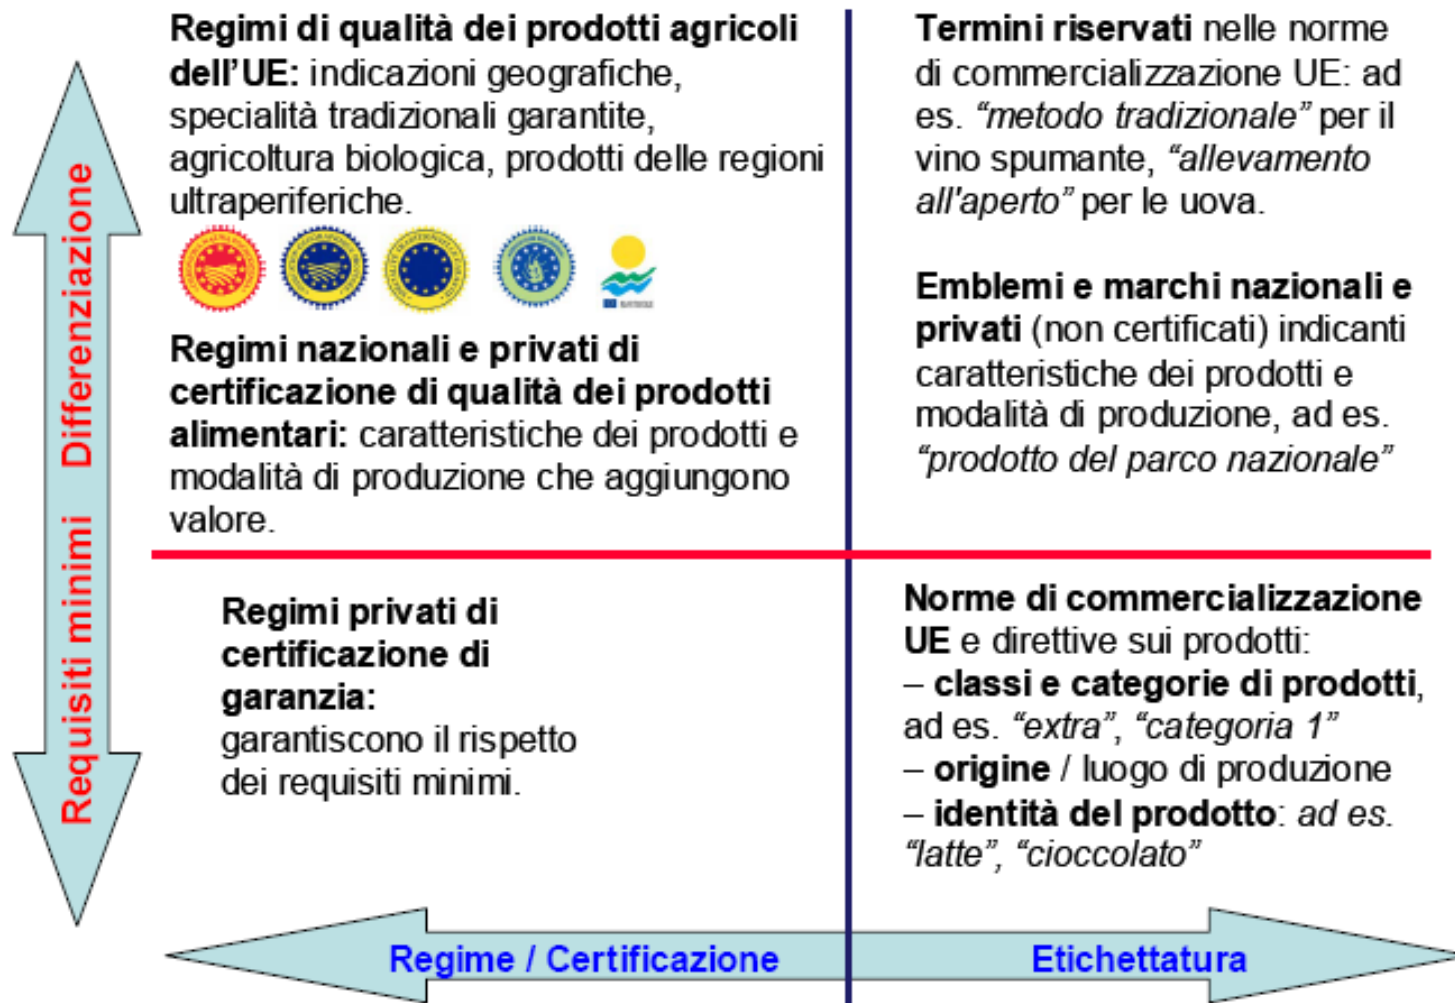 Regimi di qualità dei prodotti agricoli
dell'UE: indicazioni geografiche,
specialità tradizionali garantite,
agricoltura biologica, prodotti delle regioni
ultraperiferiche.
Regimi nazionali e privati di
certificazione di qualità dei prodotti
alimentari: caratteristiche dei prodotti e
modalità di produzione che aggiungono
valore.
Termini riservati nelle norme
di commercializzazione UE: ad
es. “metodo tradizionale” per il
vino spumante, “allevamento
all'aperto” per le uova.
Emblemi e marchi nazionali e
privati (non certificati) indicanti
caratteristiche dei prodotti e
modalità di produzione, ad es.
“prodotto del parco nazionale”
Regimi privati di
certificazione di
garanzia:
garantiscono il rispetto
dei requisiti minimi.
Norme di commercializzazione
UE e direttive sui prodotti:
– classi e categorie di prodotti,
ad es. “extra”, “categoria 1”
– origine / luogo di produzione
– identità del prodotto: ad es.
“latte”, “cioccolato”
Requisiti minimi Differenziazione
Regime / Certificazione
Etichettatura